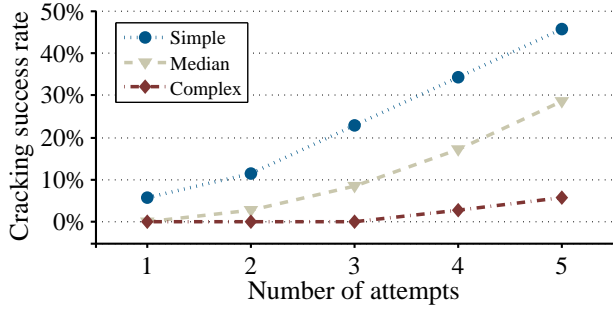 50%
40%
30%
20%
10%
0%
Cracking success rate
Simple
Median
Complex
1 2 3 4 5
Number of attempts